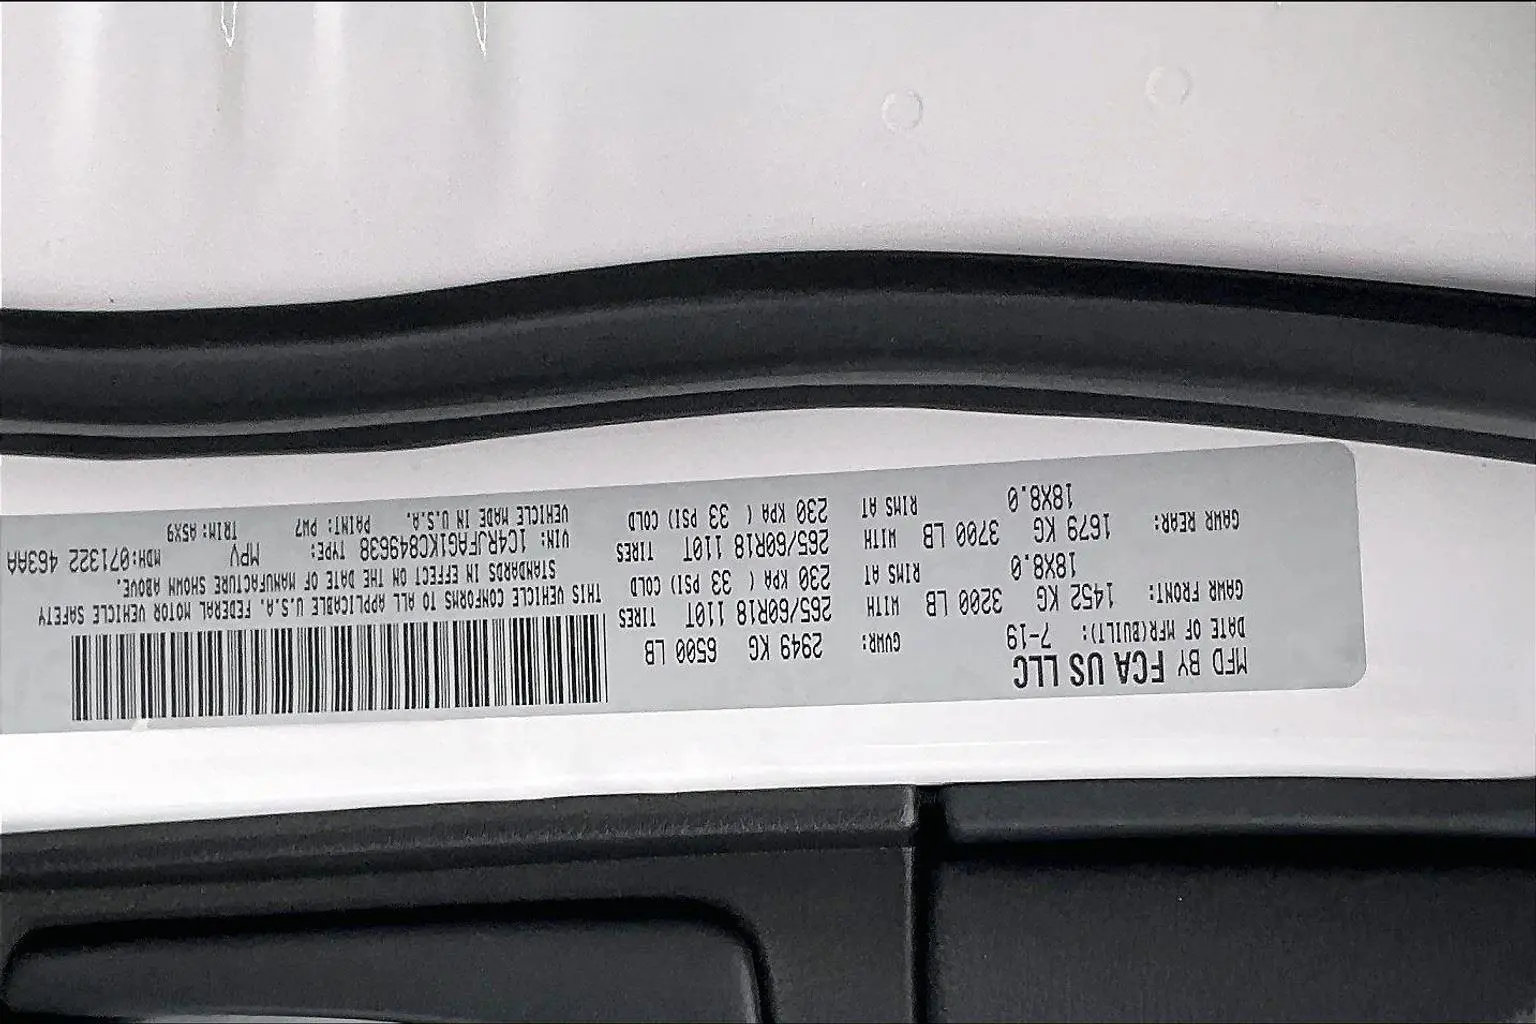 MFD BY FCA US LLC
DATE OF MFR(BUILT): 7-19 GVWR: 2949 KG 6500 LB
GAWR FRONT: 1452 KG 3200 LB WITH 265/60R18 110T TIRES
18X8.0 RIMS AT 230 KPA ( 33 PSI) COLD
GAWR REAR: 1679 KG 3700 LB WITH 265/60R18 110T TIRES
18X8.0 RIMS AT 230 KPA ( 33 PSI) COLD
THIS VEHICLE CONFORMS TO ALL APPLICABLE U.S.A. FEDERAL MOTOR VEHICLE SAFETY
STANDARDS IN EFFECT ON THE DATE OF MANUFACTURE SHOWN ABOVE.
VIN: 1C4RJFAG1KC849638 TYPE: MPV MDH:071322 463AA
VEHICLE MADE IN U.S.A. PAINT: PW7 TRIM: A5X9